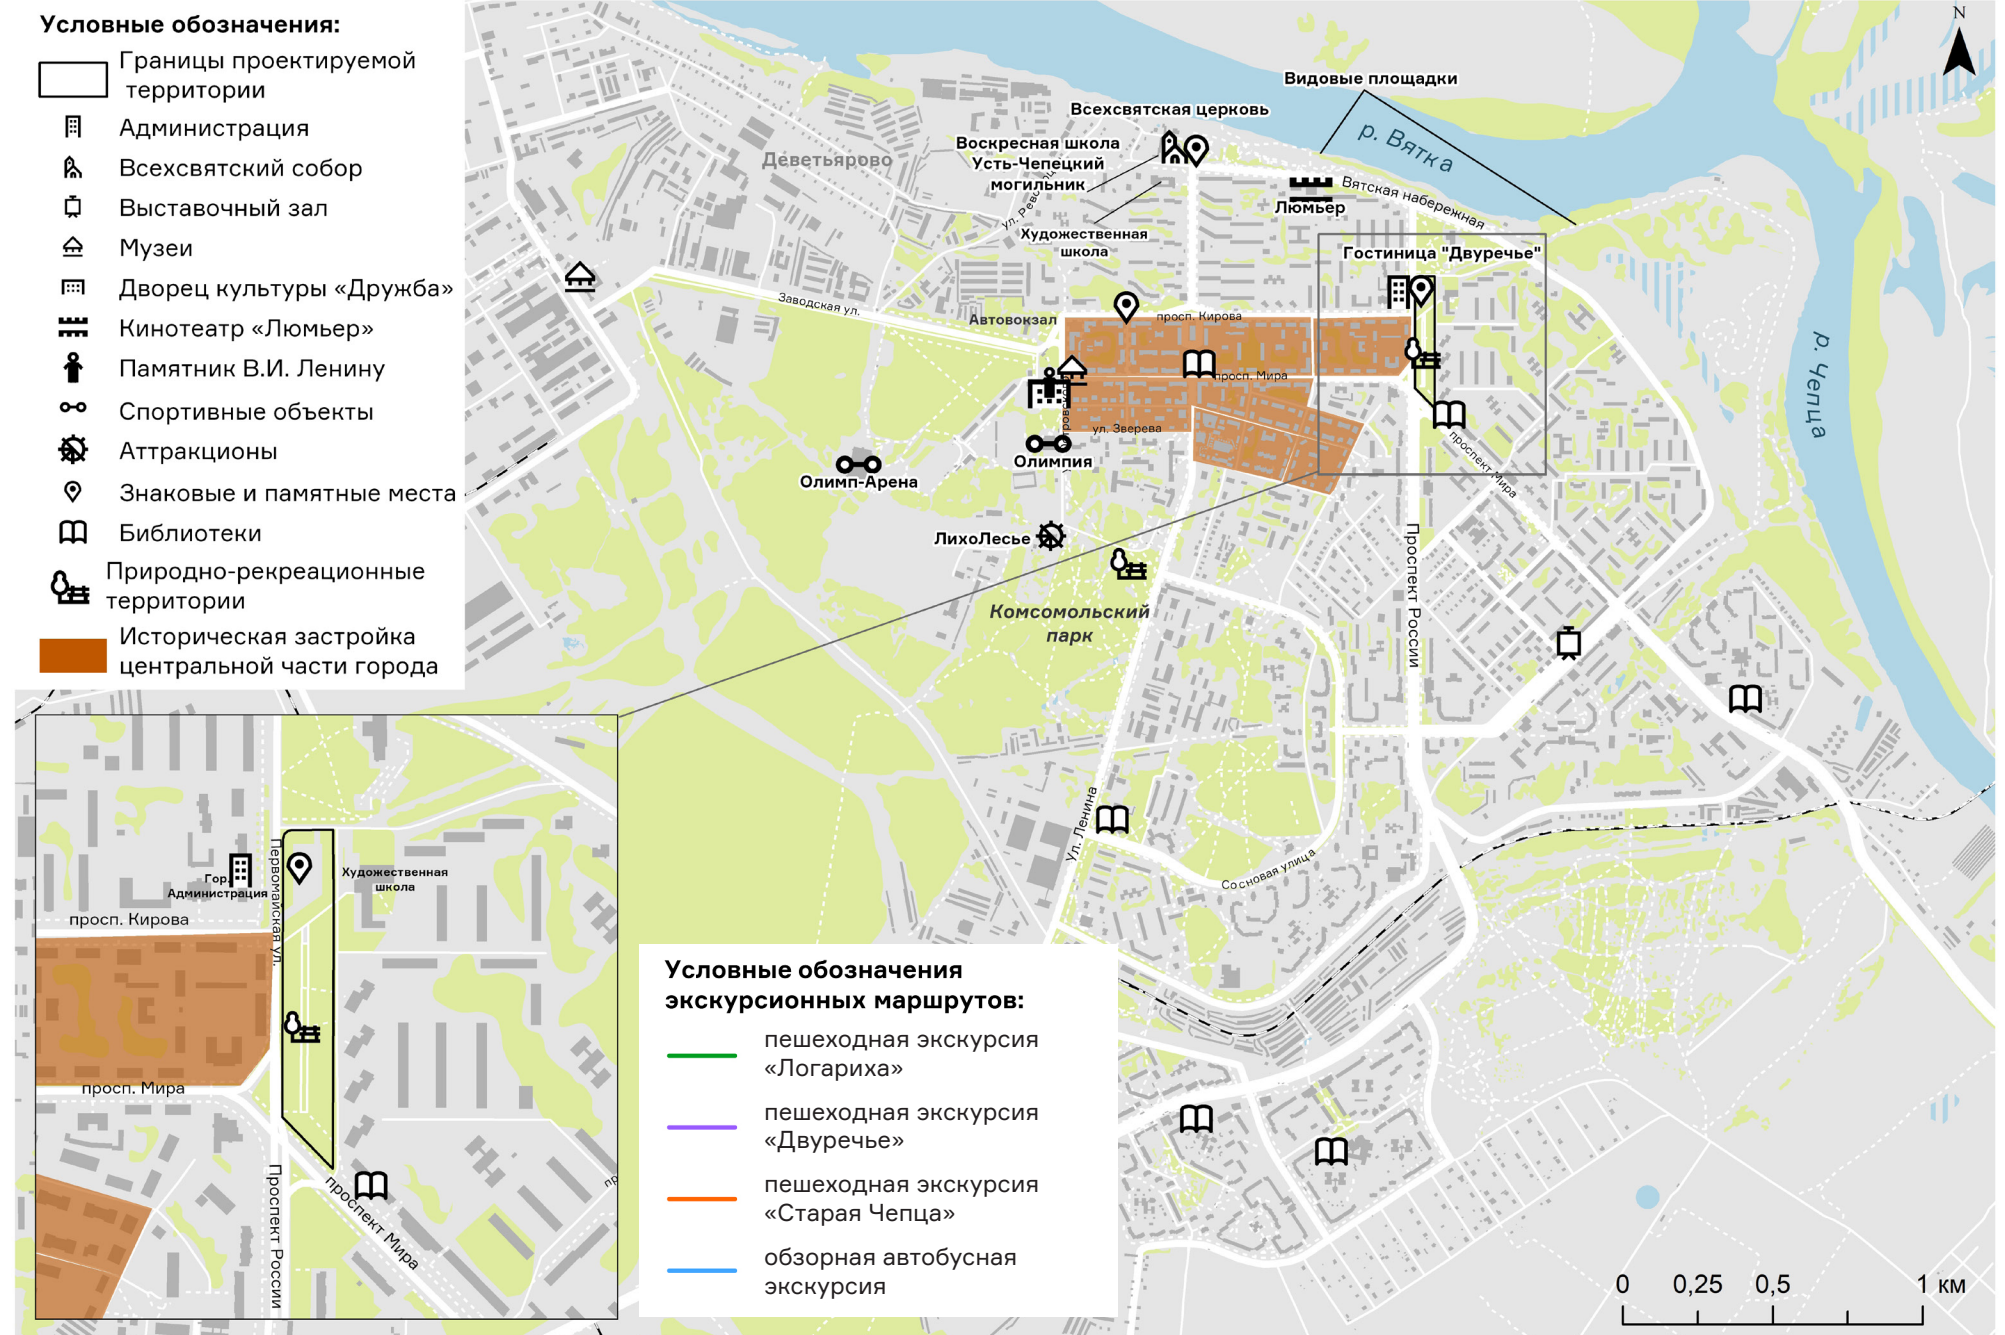 Условные обозначения:
Границы проектируемой
территории
Администрация
Всехсвятский собор
Выставочный зал
Музеи
Дворец культуры «Дружба»
Кинотеатр «Люмьер»
Памятник В.И. Ленину
Спортивные объекты
Аттракционы
Знаковые и памятные места
Библиотеки
Природно-рекреационные
территории
Историческая застройка
центральной части города
N
Видовые площадки
Всехсвятская церковь
р. Вятка
Воскресная школа
Усть-Чепецкий
могильник
Деветьярово
Вятская набережная
Люмьер
Художественная
школа
Гостиница "Двуречье"
Заводская ул.
Автовокзал
просп. Кирова
р. Чепца
просп. Мира
ул. Зверева
проспект Мира
Олимпия
Олимп-Арена
ЛихоЛесье
Проспект России
Комсомольский
парк
Ул. Ленина
Сосновая улица
Первомайская ул.
Гор.
Администрация
Художественная
школа
просп. Кирова
просп. Мира
Проспект России
проспект Мира
Условные обозначения
экскурсионных маршрутов:
пешеходная экскурсия
«Логариха»
пешеходная экскурсия
«Двуречье»
пешеходная экскурсия
«Старая Чепца»
обзорная автобусная
экскурсия
0 0,25 0,5 1 км